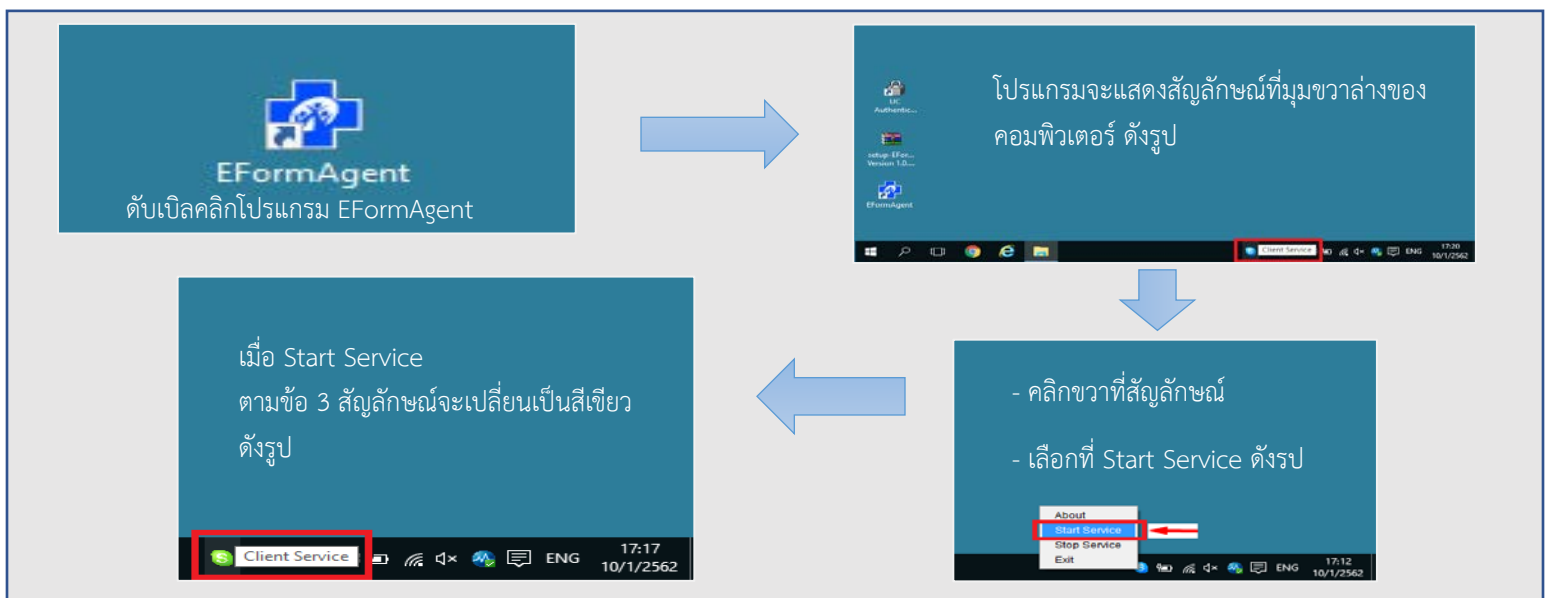 EFormAgent
ดับเบิลคลิกโปรแกรม EFormAgent
โปรแกรมจะแสดงสัญลักษณ์ที่มุมขวาล่างของ
คอมพิวเตอร์ ดังรูป
UC
Authentic...
setup-EFor...
Version 1.0....
EFormAgent
Client Service
ENG
17:20
10/1/2562
- คลิกขวาที่สัญลักษณ์
- เลือกที่ Start Service ดังรป
About
Start Service
Stop Service
Exit
ENG
17:12
10/1/2562
เมื่อ Start Service
ตามข้อ 3 สัญลักษณ์จะเปลี่ยนเป็นสีเขียว
ดังรูป
Client Service
ENG
17:17
10/1/2562